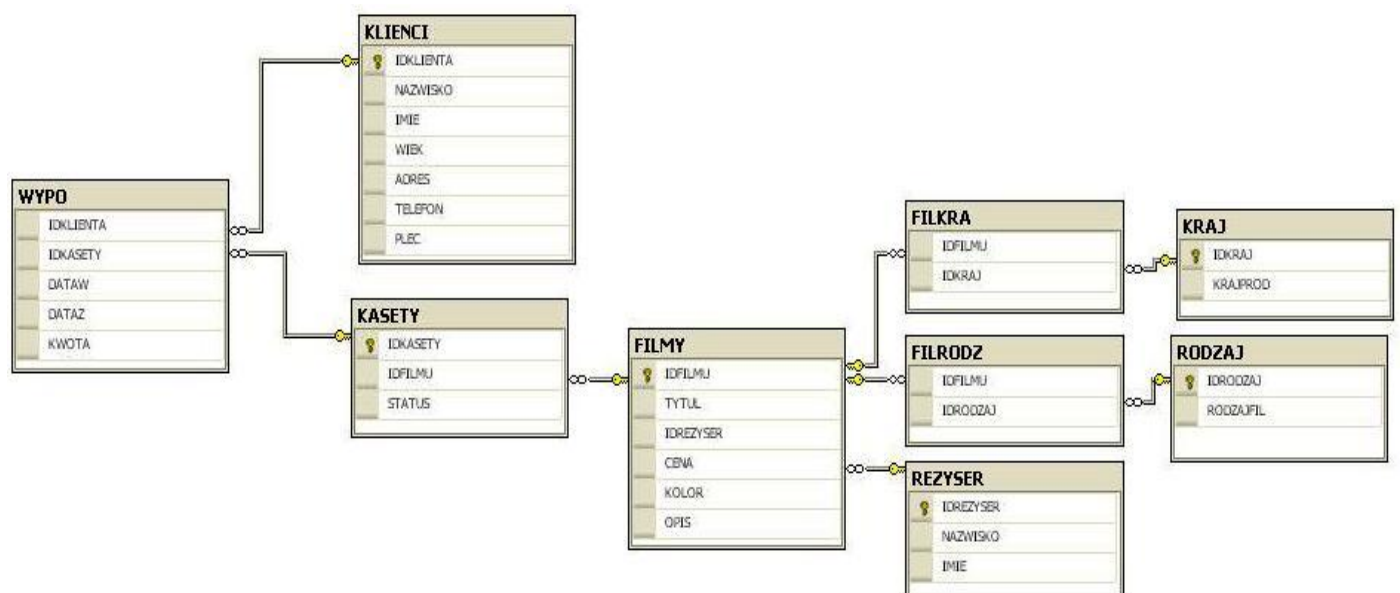 KLIENCI
IDKLIENTA
NAZWISKO
IMIE
WIEK
ADRES
TELEFON
PLEC
WYPO
IDKLIENTA
IDKASETY
DATAW
DATAZ
KWOTA
KASETY
IDKASETY
IDFILMU
STATUS
FILMY
IDFILMU
TYTUL
IDREZYSER
CENA
KOLOR
OPIS
FILKRA
IDFILMU
IDKRAJ
KRAJ
IDKRAJ
KRAJPROD
FILRODZ
IDFILMU
IDRODZAJ
RODZAJ
IDRODZAJ
RODZAJFIL
REZYSER
IDREZYSER
NAZWISKO
IMIE